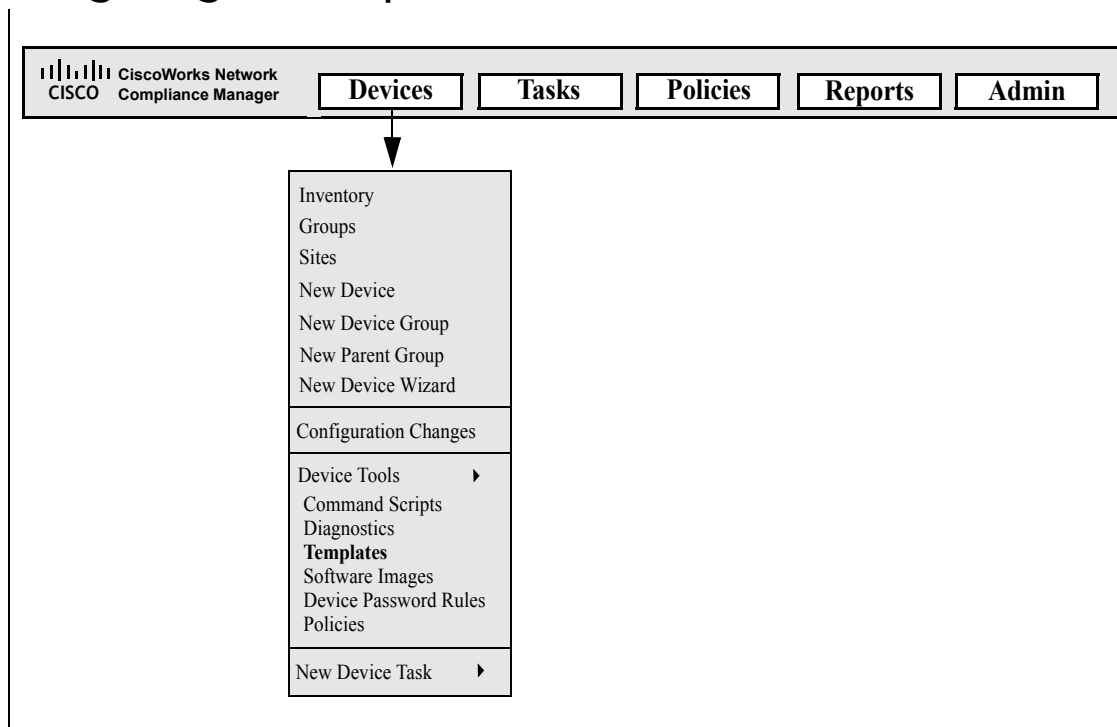 CISCO
CiscoWorks Network
Compliance Manager
Devices
Tasks
Policies
Reports
Admin
Inventory
Groups
Sites
New Device
New Device Group
New Parent Group
New Device Wizard
Configuration Changes
Device Tools
Command Scripts
Diagnostics
Templates
Software Images
Device Password Rules
Policies
New Device Task